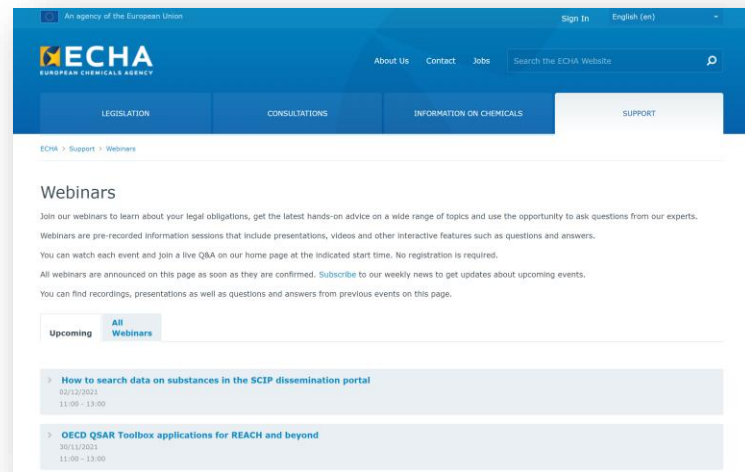 An agency of the European Union
Sign In
English (en)
ECHA
EUROPEAN CHEMICALS AGENCY
About Us
Contact
Jobs
Search the ECHA Website
LEGISLATION
CONSULTATIONS
INFORMATION ON CHEMICALS
SUPPORT
ECHA > Support > Webinars
Webinars
Join our webinars to learn about your legal obligations, get the latest hands-on advice on a wide range of topics and use the opportunity to ask questions from our experts.
Webinars are pre-recorded information sessions that include presentations, videos and other interactive features such as questions and answers.
You can watch each event and join a live Q&A on our home page at the indicated start time. No registration is required.
All webinars are announced on this page as soon as they are confirmed. Subscribe to our weekly news to get updates about upcoming events.
You can find recordings, presentations as well as questions and answers from previous events on this page.
Upcoming
All
Webinars
How to search data on substances in the SCIP dissemination portal
02/12/2021
11:00 - 13:00
OECD QSAR Toolbox applications for REACH and beyond
30/11/2021
11:00 - 13:00